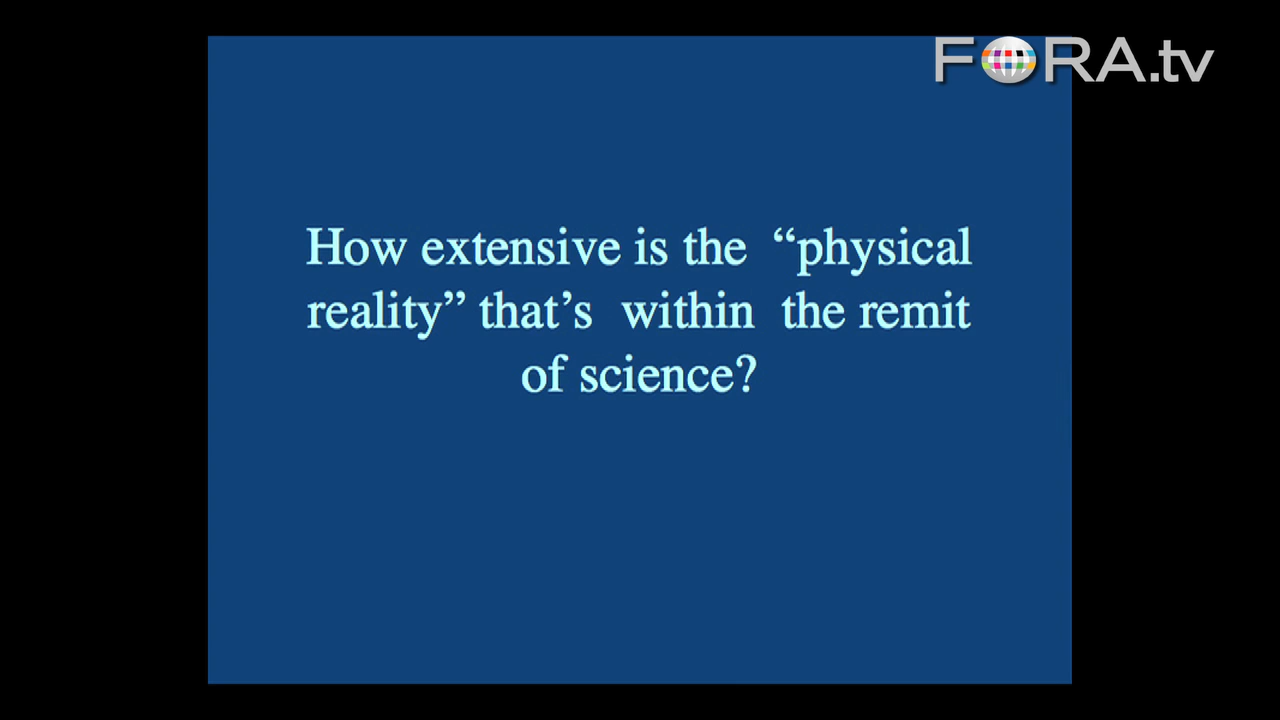 FORA.tv
How extensive is the “physical
reality” that’s within the remit
of science?